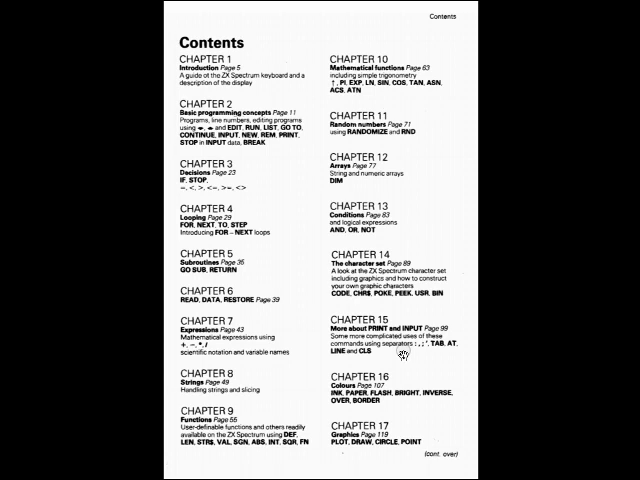 Contents
Contents
CHAPTER 1
Introduction Page 5
A guide to the ZX Spectrum keyboard and a
description of the display
CHAPTER 2
Basic programming concepts Page 11
Programs, line numbers, editing programs
using and EDIT, RUN, LIST, GO TO,
CONTINUE, INPUT, NEW, REM, PRINT,
STOP in INPUT data, BREAK
CHAPTER 3
Decisions Page 23
IF, STOP,
=, <, >, <=, >=, <>
CHAPTER 4
Looping Page 29
FOR, NEXT, TO, STEP
Introducing FOR – NEXT loops
CHAPTER 5
Subroutines Page 35
GO SUB, RETURN
CHAPTER 6
READ, DATA, RESTORE Page 39
CHAPTER 7
Expressions Page 43
Mathematical expressions using
+, −, *, /
scientific notation and variable names
CHAPTER 8
Strings Page 49
Handling strings and slicing
CHAPTER 9
Functions Page 55
User-definable functions and others readily
available on the ZX Spectrum using DEF,
LEN, STR$, VAL, SGN, ABS, INT, SQR, FN
CHAPTER 10
Mathematical functions Page 63
including simple trigonometry
↑, PI, EXP, LN, SIN, COS, TAN, ASN,
ACS, ATN
CHAPTER 11
Random numbers Page 71
using RANDOMIZE and RND
CHAPTER 12
Arrays Page 77
String and numeric arrays
DIM
CHAPTER 13
Conditions Page 83
and logical expressions
AND, OR, NOT
CHAPTER 14
The character set Page 89
A look at the ZX Spectrum character set
including graphics and how to construct
your own graphic characters
CODE, CHR$, POKE, PEEK, USR, BIN
CHAPTER 15
More about PRINT and INPUT Page 99
Some more complicated uses of these
commands using separators : , ; ', TAB, AT,
LINE and CLS
CHAPTER 16
Colours Page 107
INK, PAPER, FLASH, BRIGHT, INVERSE,
OVER, BORDER
CHAPTER 17
Graphics Page 119
PLOT, DRAW, CIRCLE, POINT
(cont. over)